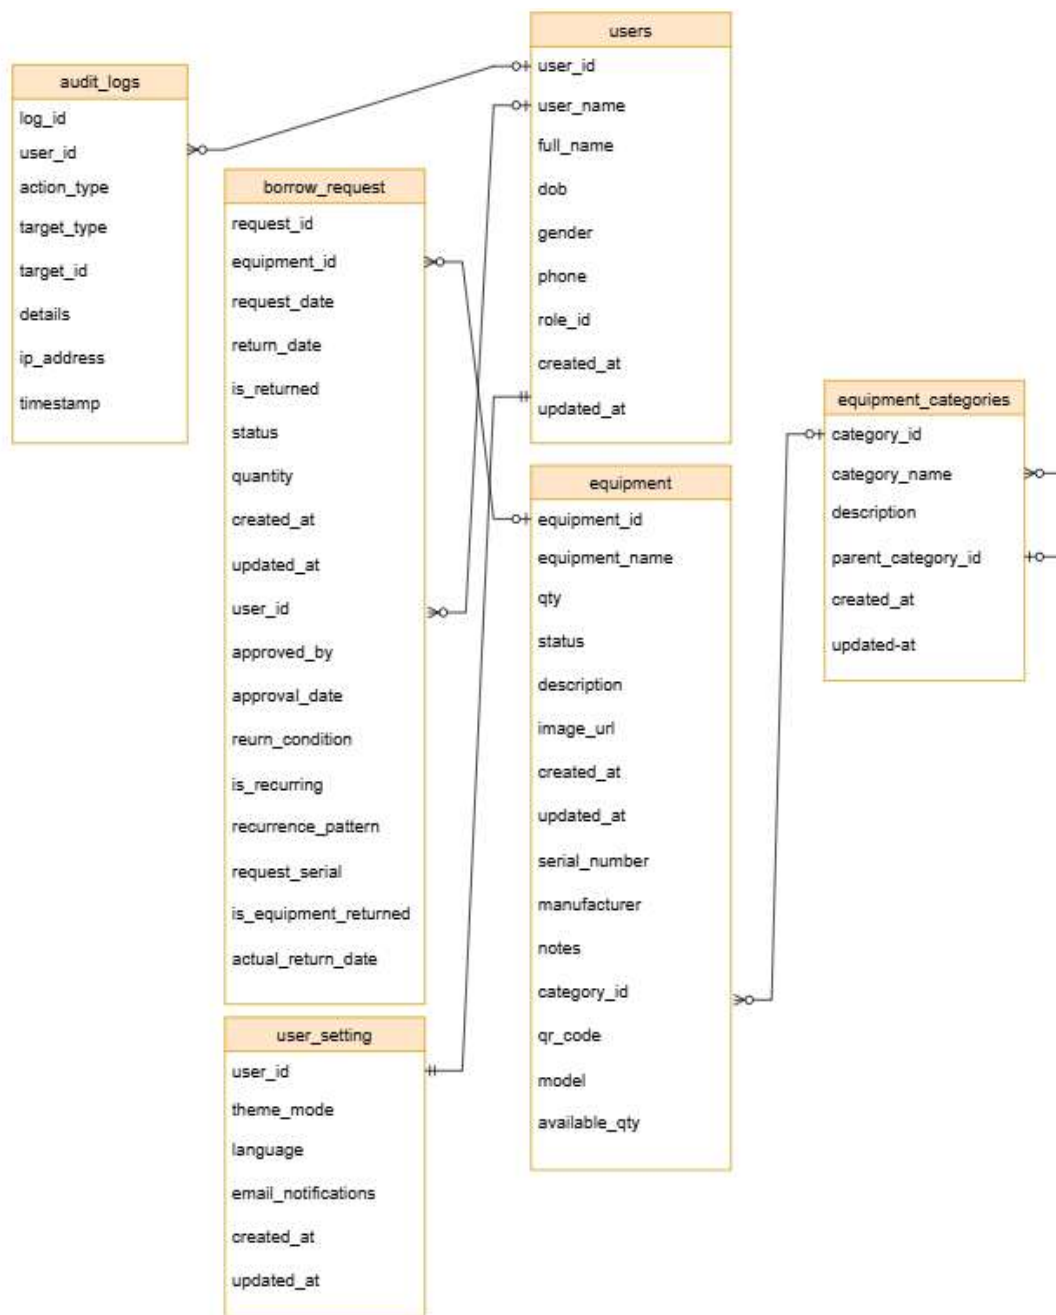 users
user_id
user_name
full_name
dob
gender
phone
role_id
created_at
updated_at
audit_logs
log_id
user_id
action_type
target_type
target_id
details
ip_address
timestamp
borrow_request
request_id
equipment_id
request_date
return_date
is_returned
status
quantity
created_at
updated_at
user_id
approved_by
approval_date
reurn_condition
is_recurring
recurrence_pattern
request_serial
is_equipment_returned
actual_return_date
equipment
equipment_id
equipment_name
qty
status
description
image_url
created_at
updated_at
serial_number
manufacturer
notes
category_id
qr_code
model
available_qty
equipment_categories
category_id
category_name
description
parent_category_id
created_at
updated-at
user_setting
user_id
theme_mode
language
email_notifications
created_at
updated_at